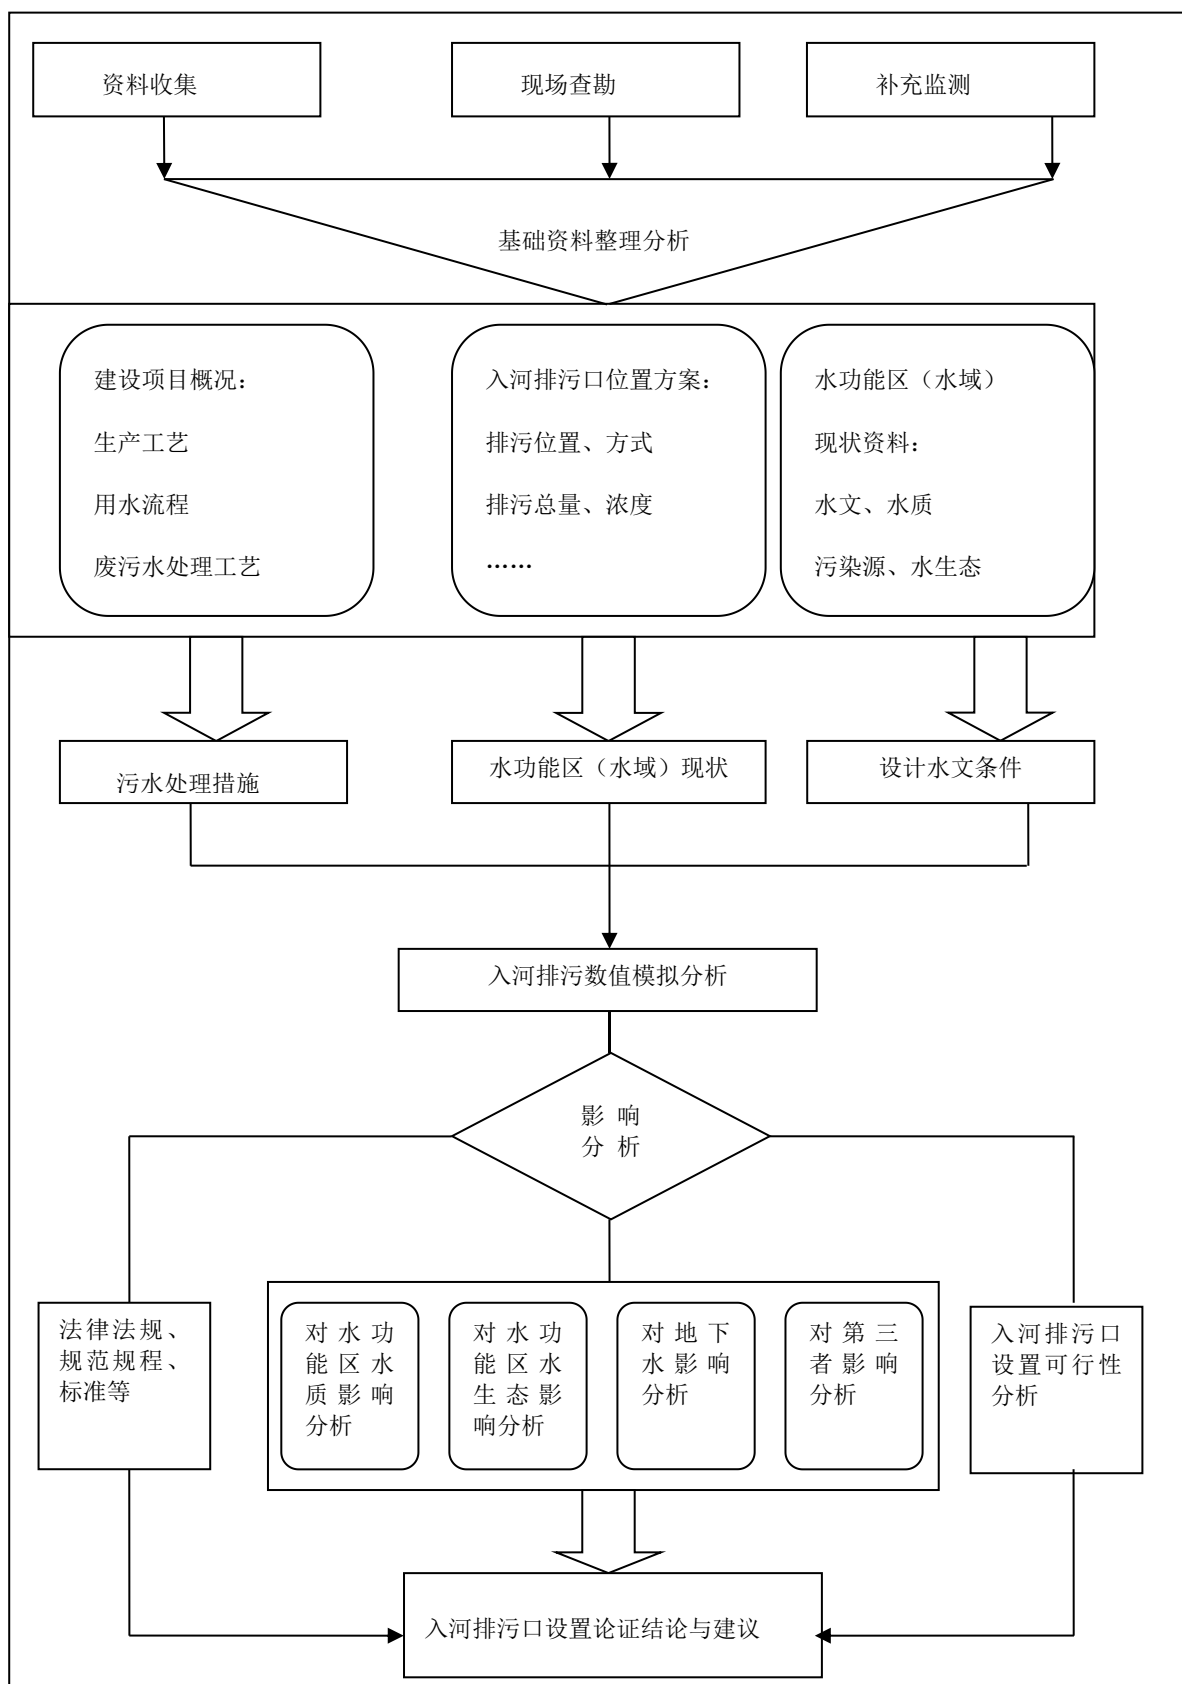 资料收集
现场查勘
补充监测
基础资料整理分析
建设项目概况：
生产工艺
用水流程
废污水处理工艺
入河排污口位置方案：
排污位置、方式
排污总量、浓度
……
水功能区（水域）
现状资料：
水文、水质
污染源、水生态
污水处理措施
水功能区（水域）现状
设计水文条件
入河排污数值模拟分析
影 响
分 析
法律法规、
规范规程、
标准等
对水功
能区水
质影响
分析
对水功
能区水
生态影
响分析
对地下
水影响
分析
对第三
者影响
分析
入河排污口
设置可行性
分析
入河排污口设置论证结论与建议